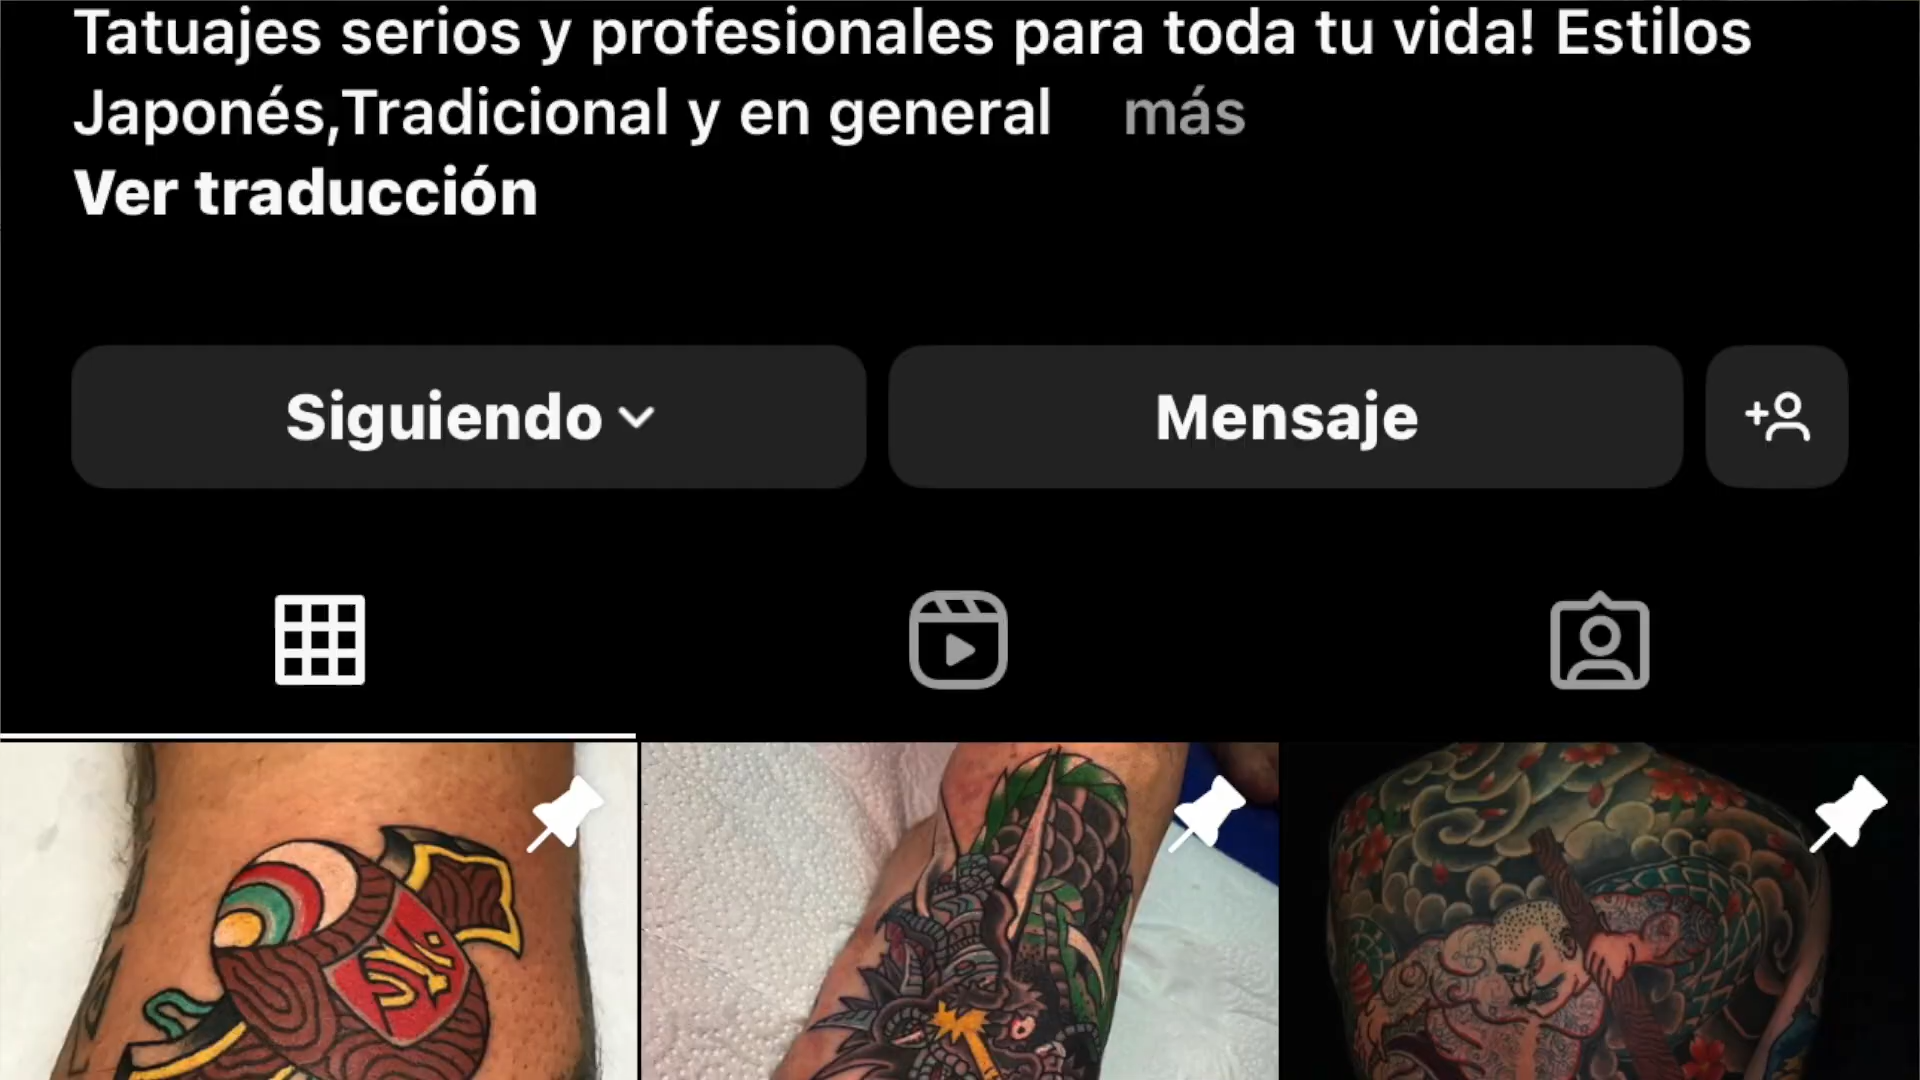 Tatuajes serios y profesionales para toda tu vida! Estilos
Japonés,Tradicional y en general más
Ver traducción
Siguiendo
Mensaje